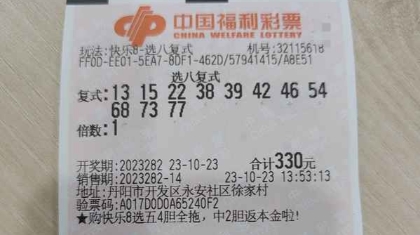 中国福利彩票
CHINA WELFARE LOTTERY
玩法:快乐8-选八复式 机号:32115618
FF0D-EE01-5EA7-8DF1-462D/57941415/A8E51
选八复式
复式:13 15 22 38 39 42 46 54
68 73 77
倍数:1
开奖期:2023282 23-10-23 合计330元
销售期:2023282-14 23-10-23 13:53:13
地址:丹阳市开发区永安社区徐家村
验票码:A017D0D0A65240F2
★购快乐8选五4胆全拖,中2胆返本金啦!